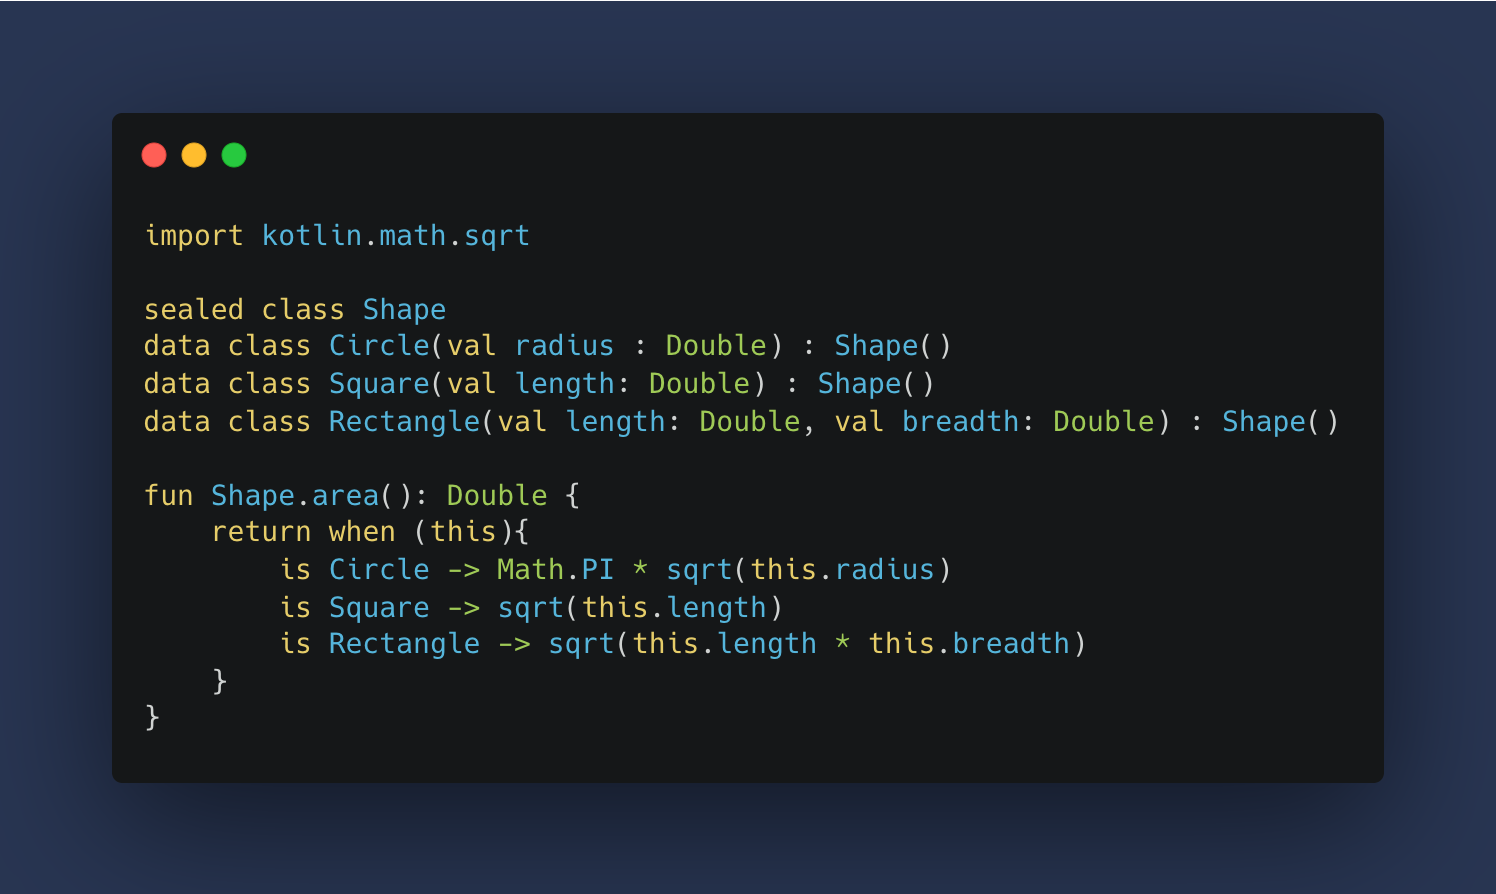 import kotlin.math.sqrt
sealed class Shape
data class Circle(val radius : Double) : Shape()
data class Square(val length: Double) : Shape()
data class Rectangle(val length: Double, val breadth: Double) : Shape()
fun Shape.area(): Double {
    return when (this){
        is Circle -> Math.PI * sqrt(this.radius)
        is Square -> sqrt(this.length)
        is Rectangle -> sqrt(this.length * this.breadth)
    }
}